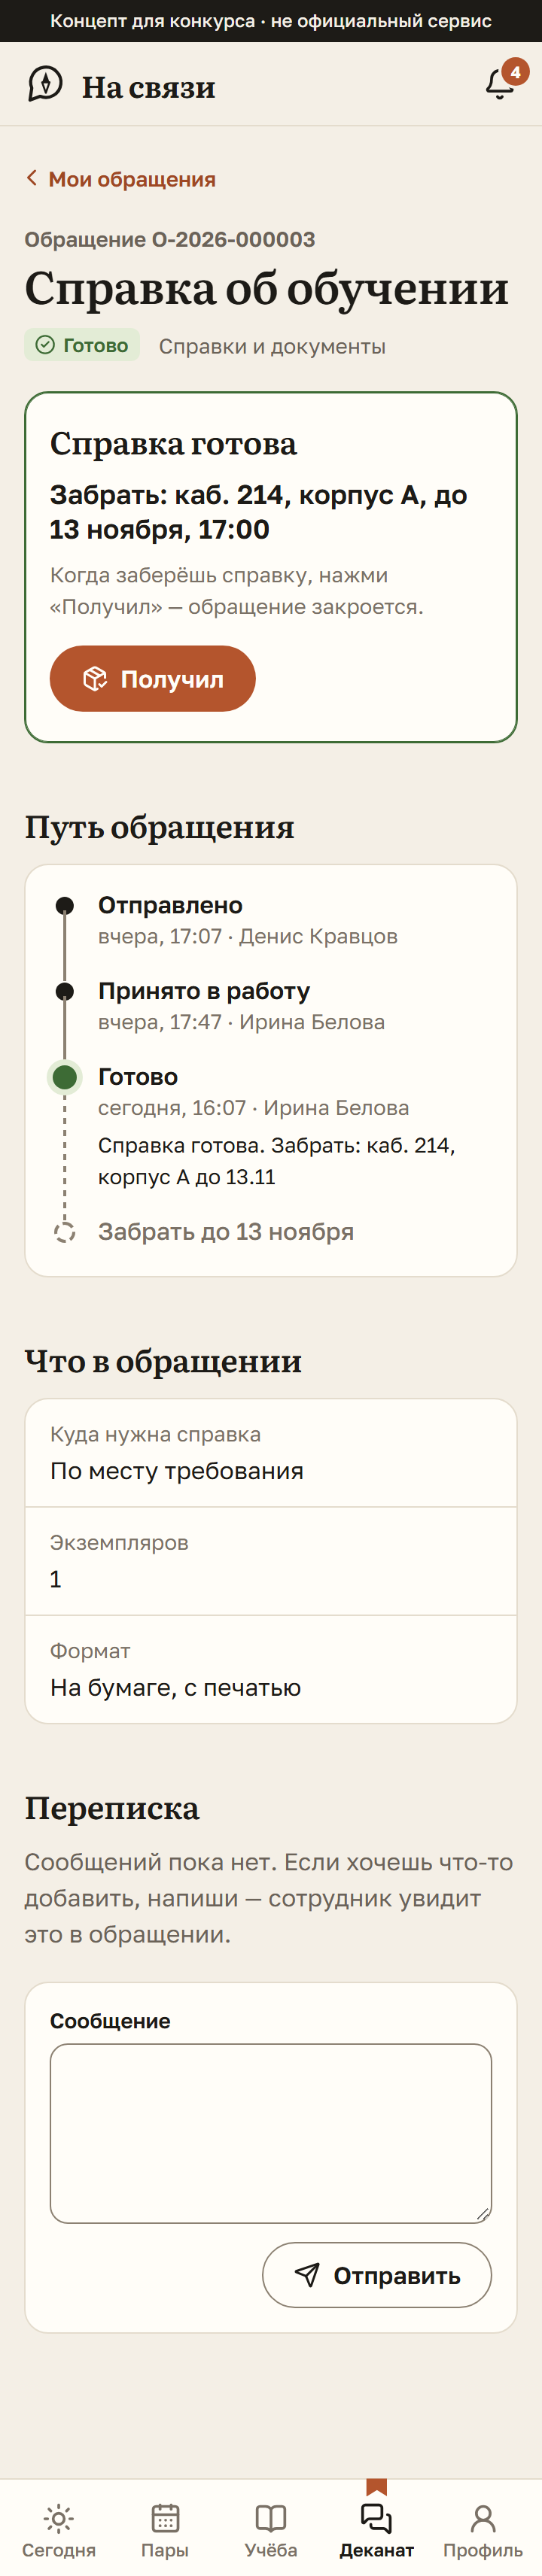 Концепт для конкурса · не официальный сервис
На связи
4
Мои обращения
Обращение О-2026-000003
Справка об обучении
Готово
Справки и документы
Справка готова
Забрать: каб. 214, корпус А, до
13 ноября, 17:00
Когда заберёшь справку, нажми
«Получил» — обращение закроется.
Получил
Путь обращения
Отправлено
вчера, 17:07 · Денис Кравцов
Принято в работу
вчера, 17:47 · Ирина Белова
Готово
сегодня, 16:07 · Ирина Белова
Справка готова. Забрать: каб. 214,
корпус А до 13.11
Забрать до 13 ноября
Что в обращении
Куда нужна справка
По месту требования
Экземпляров
1
Формат
На бумаге, с печатью
Переписка
Сообщений пока нет. Если хочешь что-то
добавить, напиши — сотрудник увидит
это в обращении.
Сообщение
Отправить
Сегодня
Пары
Учёба
Деканат
Профиль